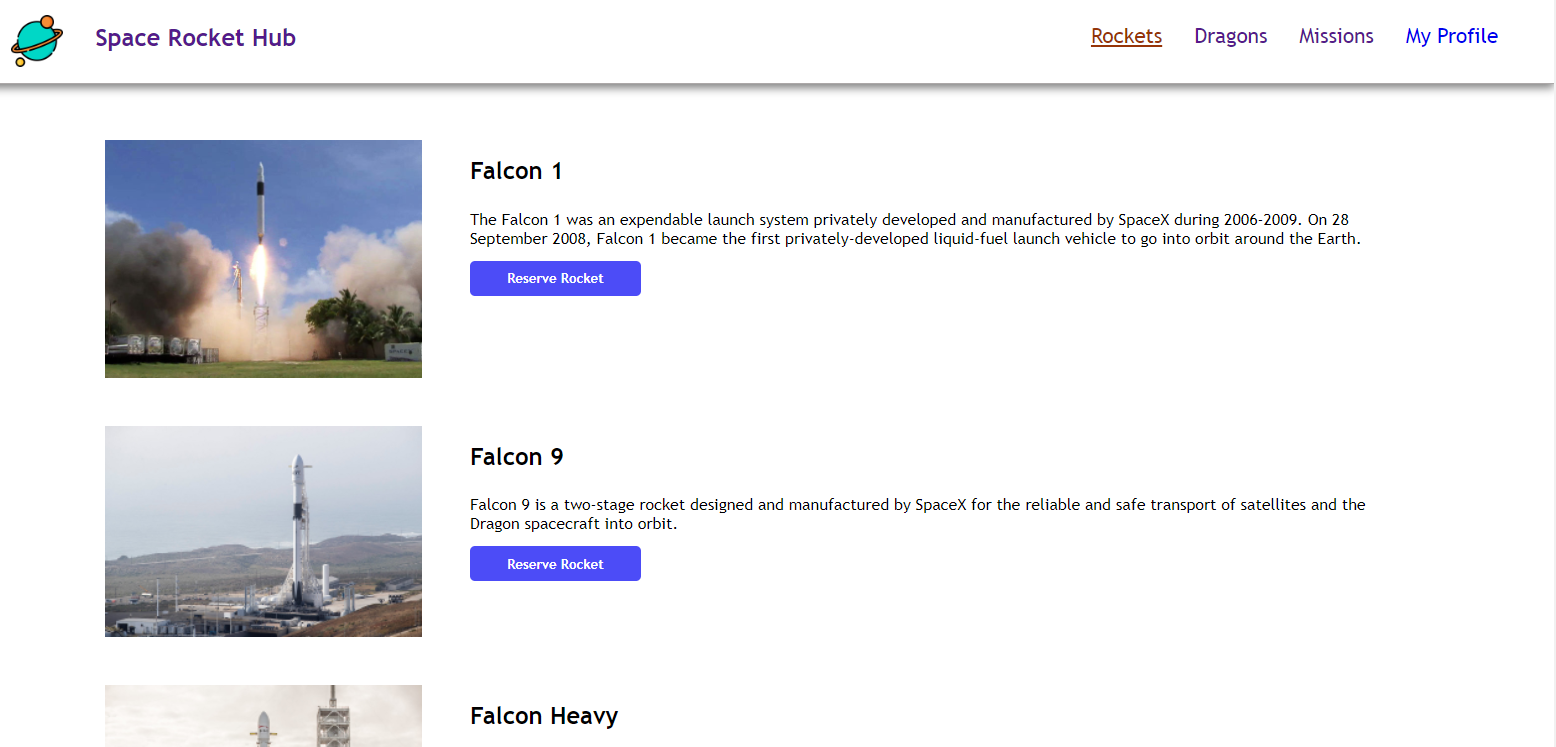 Space Rocket Hub
Rockets
Dragons
Missions
My Profile
Falcon 1
The Falcon 1 was an expendable launch system privately developed and manufactured by SpaceX during 2006-2009. On 28
September 2008, Falcon 1 became the first privately-developed liquid-fuel launch vehicle to go into orbit around the Earth.
Reserve Rocket
Falcon 9
Falcon 9 is a two-stage rocket designed and manufactured by SpaceX for the reliable and safe transport of satellites and the
Dragon spacecraft into orbit.
Reserve Rocket
Falcon Heavy